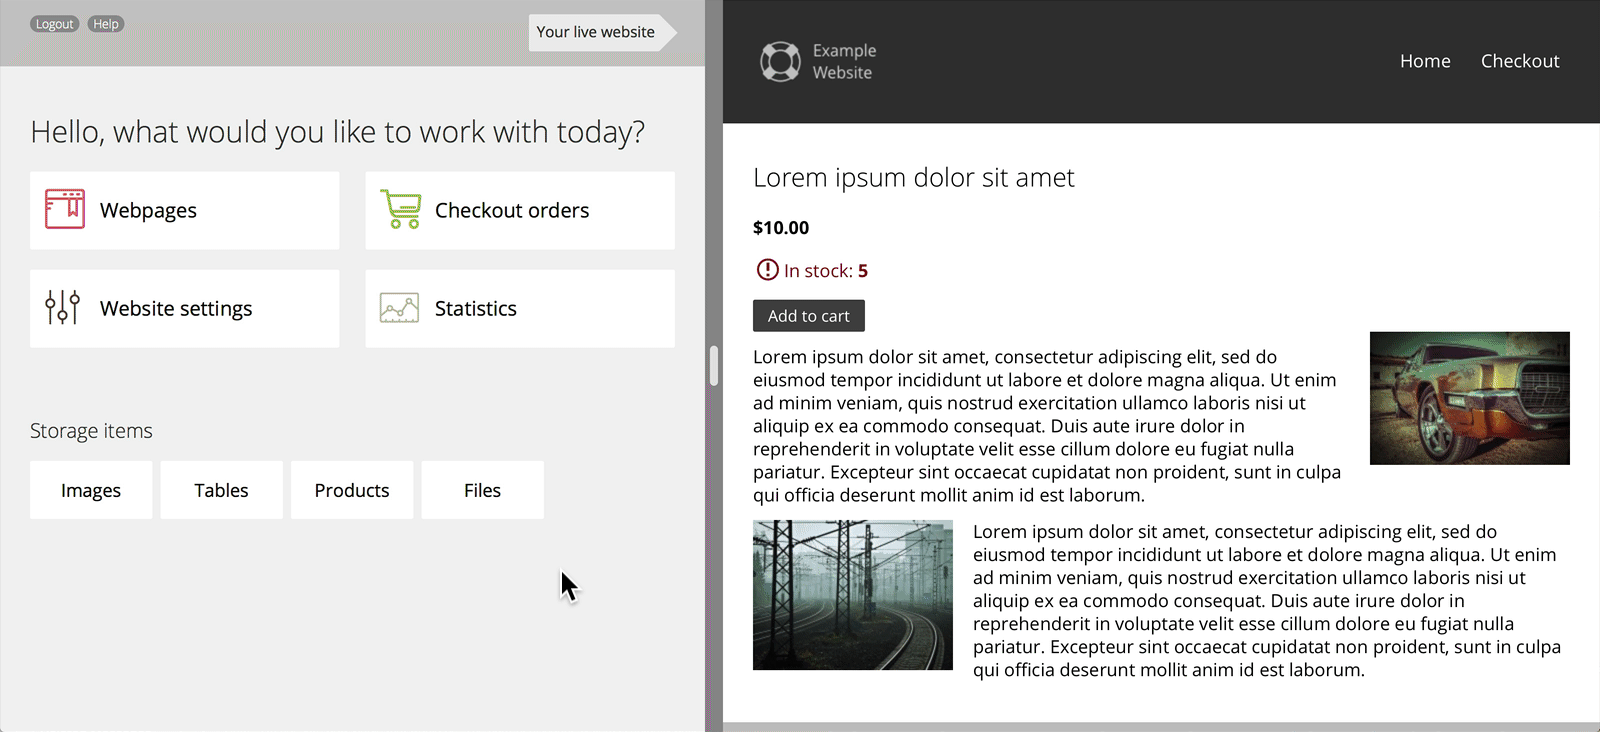 Logout Help
Your live website
Hello, what would you like to work with today?
Webpages
Checkout orders
Website settings
Statistics
Storage items
Images
Tables
Products
Files
Example
Website
Home
Checkout
Lorem ipsum dolor sit amet
$10.00
In stock: 5
Add to cart
Lorem ipsum dolor sit amet, consectetur adipiscing elit, sed do
eiusmod tempor incididunt ut labore et dolore magna aliqua. Ut enim
ad minim veniam, quis nostrud exercitation ullamco laboris nisi ut
aliquip ex ea commodo consequat. Duis aute irure dolor in
reprehenderit in voluptate velit esse cillum dolore eu fugiat nulla
pariatur. Excepteur sint occaecat cupidatat non proident, sunt in culpa
qui officia deserunt mollit anim id est laborum.
Lorem ipsum dolor sit amet, consectetur adipiscing elit, sed do
eiusmod tempor incididunt ut labore et dolore magna aliqua. Ut enim
ad minim veniam, quis nostrud exercitation ullamco laboris nisi ut
aliquip ex ea commodo consequat. Duis aute irure dolor in
reprehenderit in voluptate velit esse cillum dolore eu fugiat nulla
pariatur. Excepteur sint occaecat cupidatat non proident, sunt in culpa
qui officia deserunt mollit anim id est laborum.